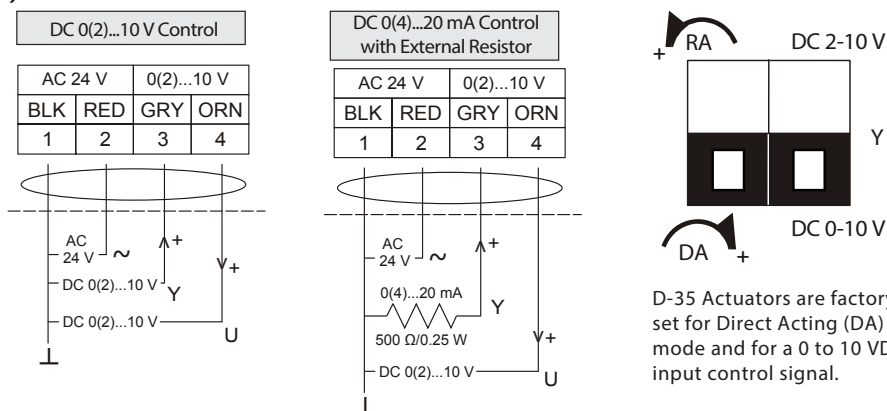 DC 0(2)...10 V Control
AC 24 V 0(2)...10 V
BLK RED GRY ORN
1 2 3 4
AC
24 V ~ +
+
DC 0(2)...10 V Y
DC 0(2)...10 V
U
DC 0(4)...20 mA Control
with External Resistor
AC 24 V 0(2)...10 V
BLK RED GRY ORN
1 2 3 4
AC
24 V ~ +
0(4)...20 mA
Y
500 Ω/0.25 W
+
DC 0(2)...10 V
U
+ RA DC 2-10 V
Y
DC 0-10 V
DA +
D-35 Actuators are factory
set for Direct Acting (DA)
mode and for a 0 to 10 VD
input control signal.